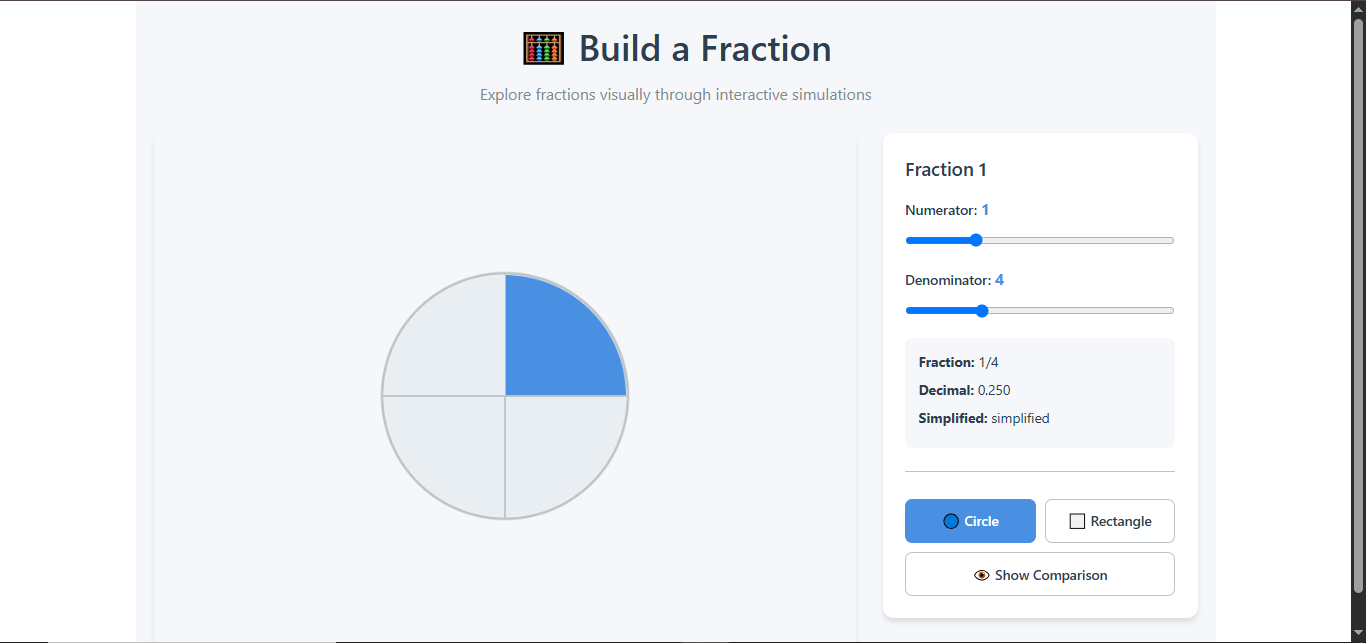 Build a Fraction
Explore fractions visually through interactive simulations
Fraction 1
Numerator: 1
Denominator: 4
Fraction: 1/4
Decimal: 0.250
Simplified: simplified
Circle
Rectangle
Show Comparison